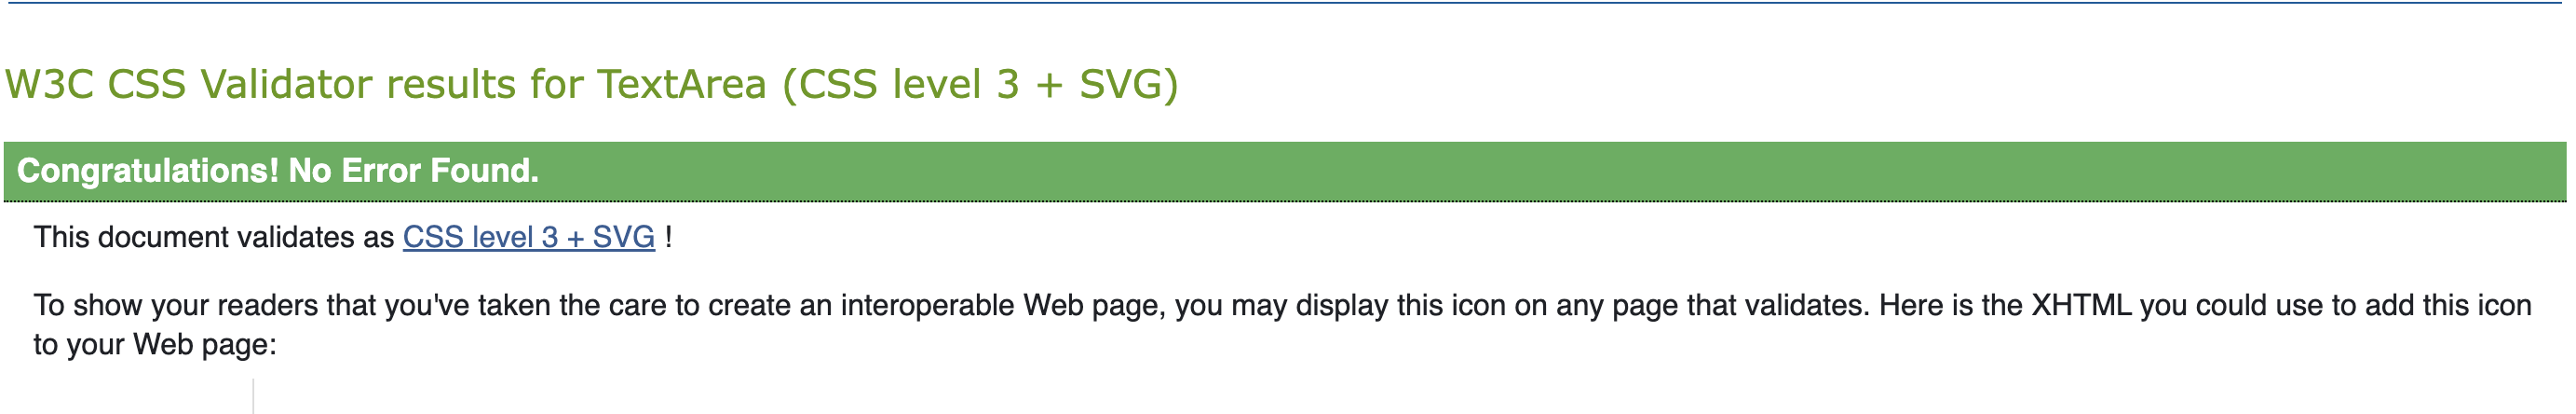 W3C CSS Validator results for TextArea (CSS level 3 + SVG)
Congratulations! No Error Found.
This document validates as CSS level 3 + SVG !
To show your readers that you've taken the care to create an interoperable Web page, you may display this icon on any page that validates. Here is the XHTML you could use to add this icon
to your Web page: